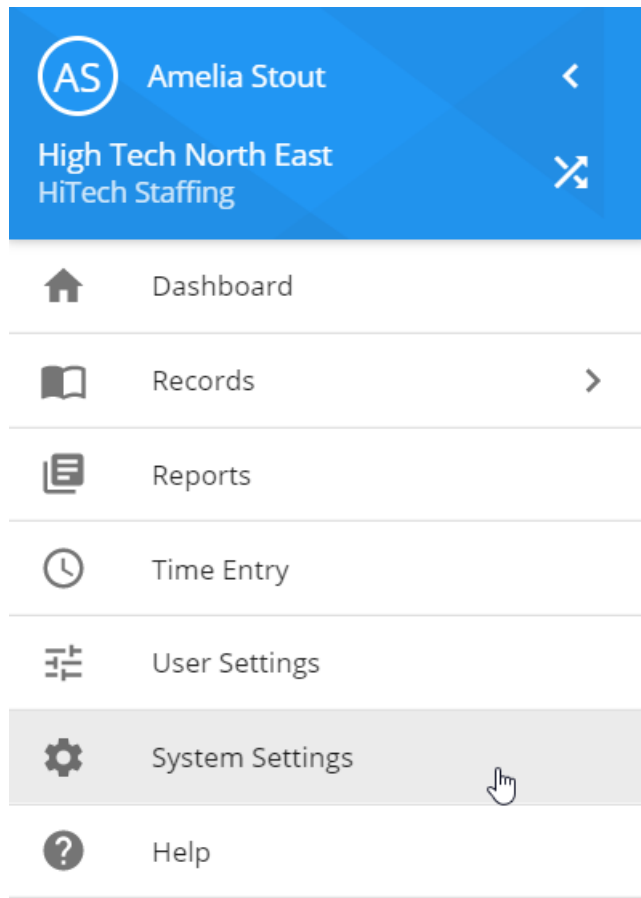 AS Amelia Stout
High Tech North East
HiTech Staffing
Dashboard
Records
Reports
Time Entry
User Settings
System Settings
Help